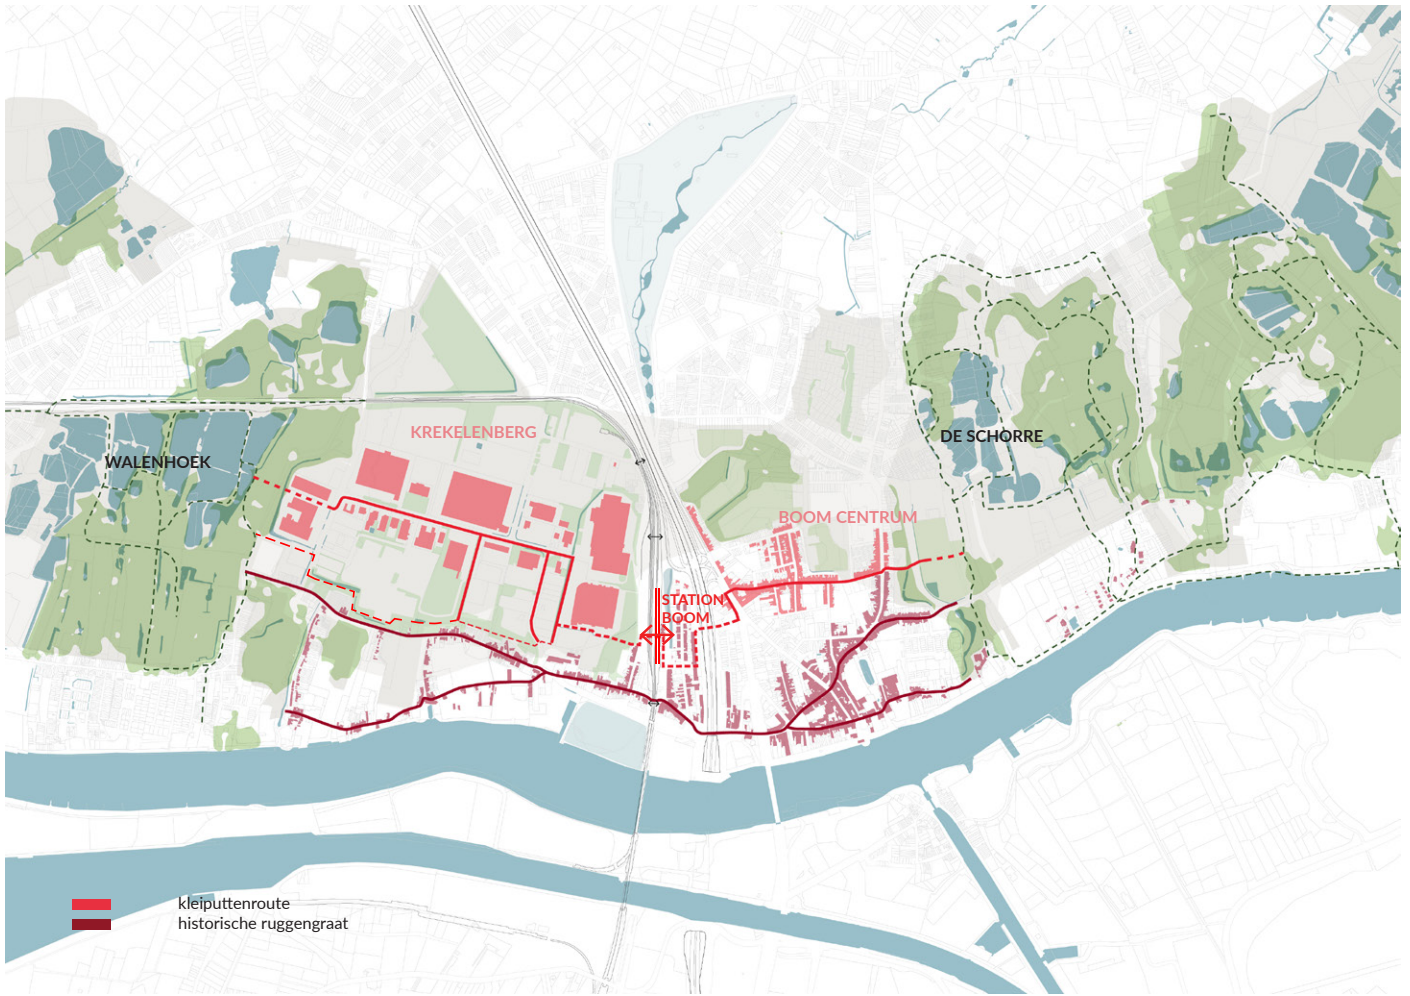 KREKELENBERG
DE SCHORRE
WALENHOEK
BOOM CENTRUM
STATION
BOOM
kleiputtenroute
historische ruggengraat